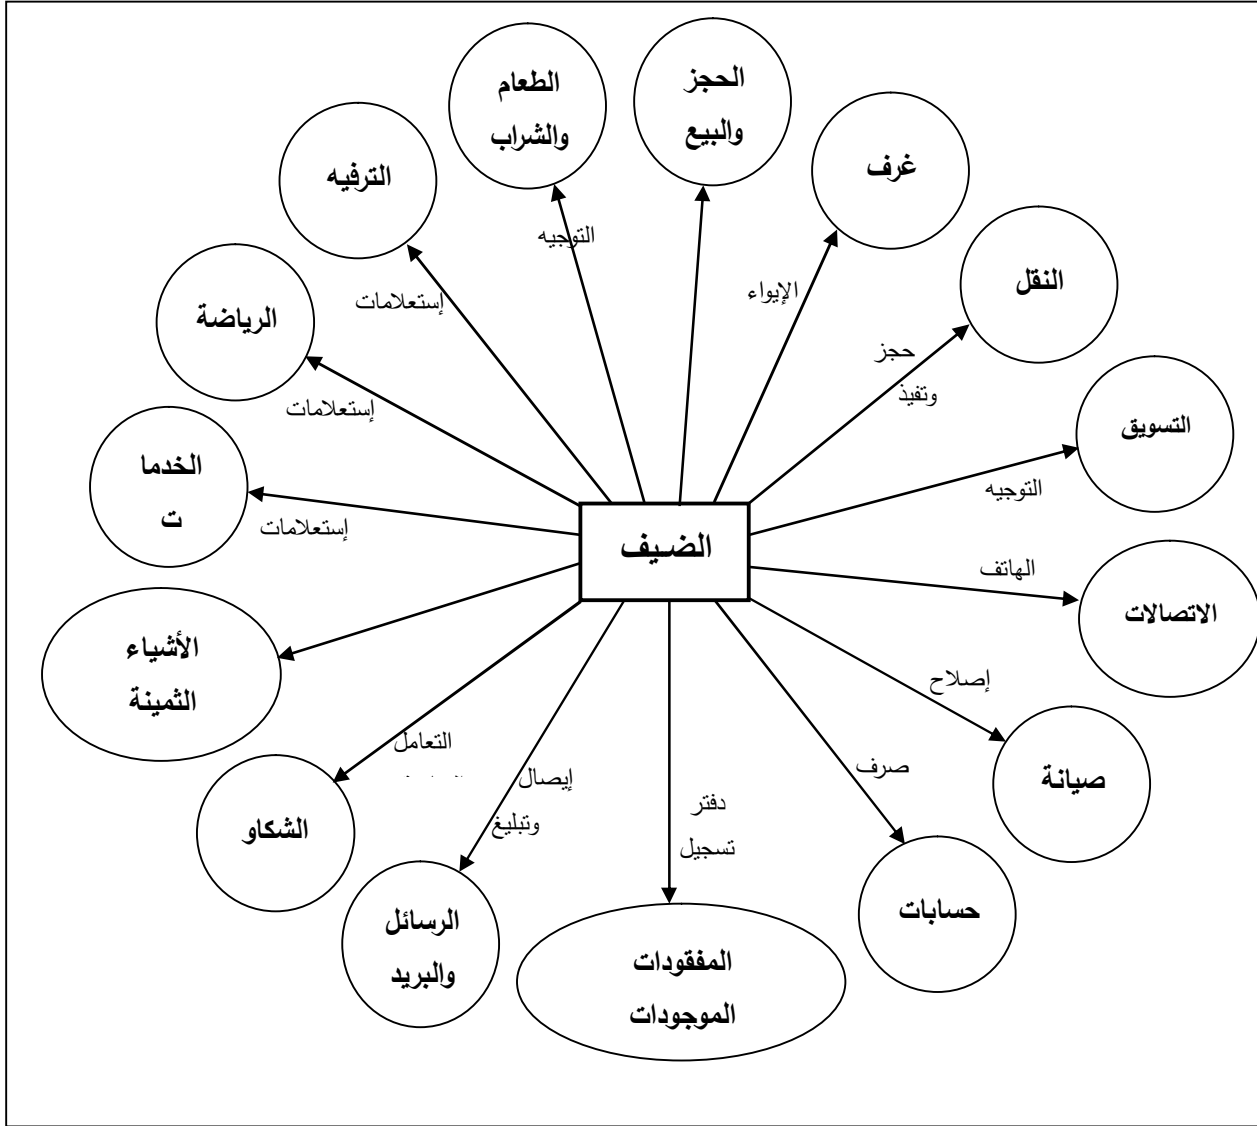 الحجز
والبيع
الطعام
والشراب
غرف
الترفيه
النقل
الرياضة
التوجيه
الإيواء
إستعلامات
حجز
وتفيذ
التسويق
إستعلامات
الخدما
ت
التوجيه
إستعلامات
الضيف
الهاتف
الاتصالات
الأشياء
الثمينة
إصلاح
التعامل
صرف
صيانة
إيصال
وتبليغ
دفتر
تسجيل
الشكاو
حسابات
الرسائل
والبريد
المفقودات
الموجودات